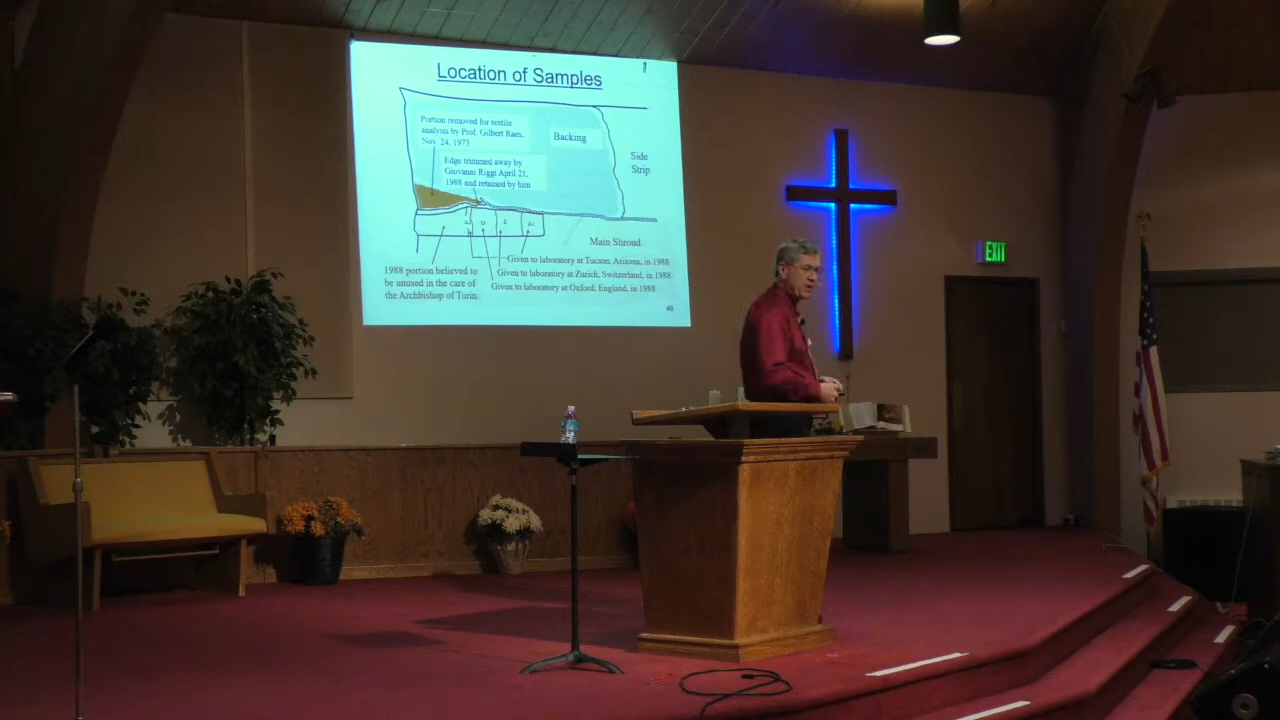 Location of Samples
Portion removed for textile
analysis by Prof. Gilbert Raes,
Nov. 24, 1973
Backing
Edge trimmed away by
Giovanni Riggi April 21,
1988 and retained by him
Side
Strip
Main Shroud
Given to laboratory at Tucson, Arizona, in 1988
Given to laboratory at Zurich, Switzerland, in 1988
Given to laboratory at Oxford, England, in 1988
1988 portion believed to
be unused in the care of
the Archbishop of Turin.
EXIT